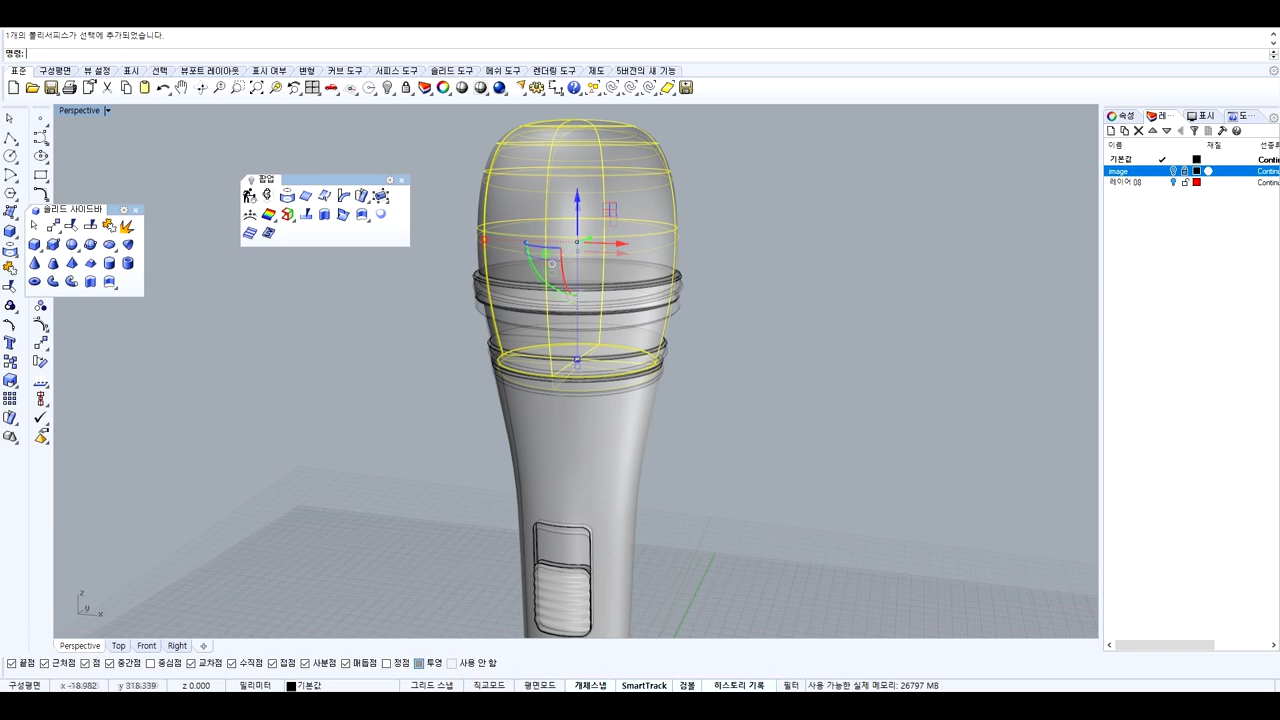 1개의 폴리서피스가 선택에 추가되었습니다.
명령:
표준 구성평면 뷰 설정 표시 선택 뷰포트 레이아웃 표시 여부 변형 커브 도구 서피스 도구 솔리드 도구 메쉬 도구 렌더링 도구 제도 5버전의 새 기능
Perspective
속성 레… 표시 도…
이름 재질 선종류
기본값 Contin
image Continu
레이어 08 Continu
팝업
솔리드 사이드바
z
y
x
Perspective Top Front Right
끝점 근처점 점 중간점 중심점 교차점 수직점 접점 사분점 매듭점 정점 투영 사용 안 함
구성평면 x -18.982 y 318.339 z 0.000 밀리미터 기본값 그리드 스냅 직교모드 평면모드 개체스냅 SmartTrack 검볼 히스토리 기록 필터 사용 가능한 실제 메모리: 26797 MB